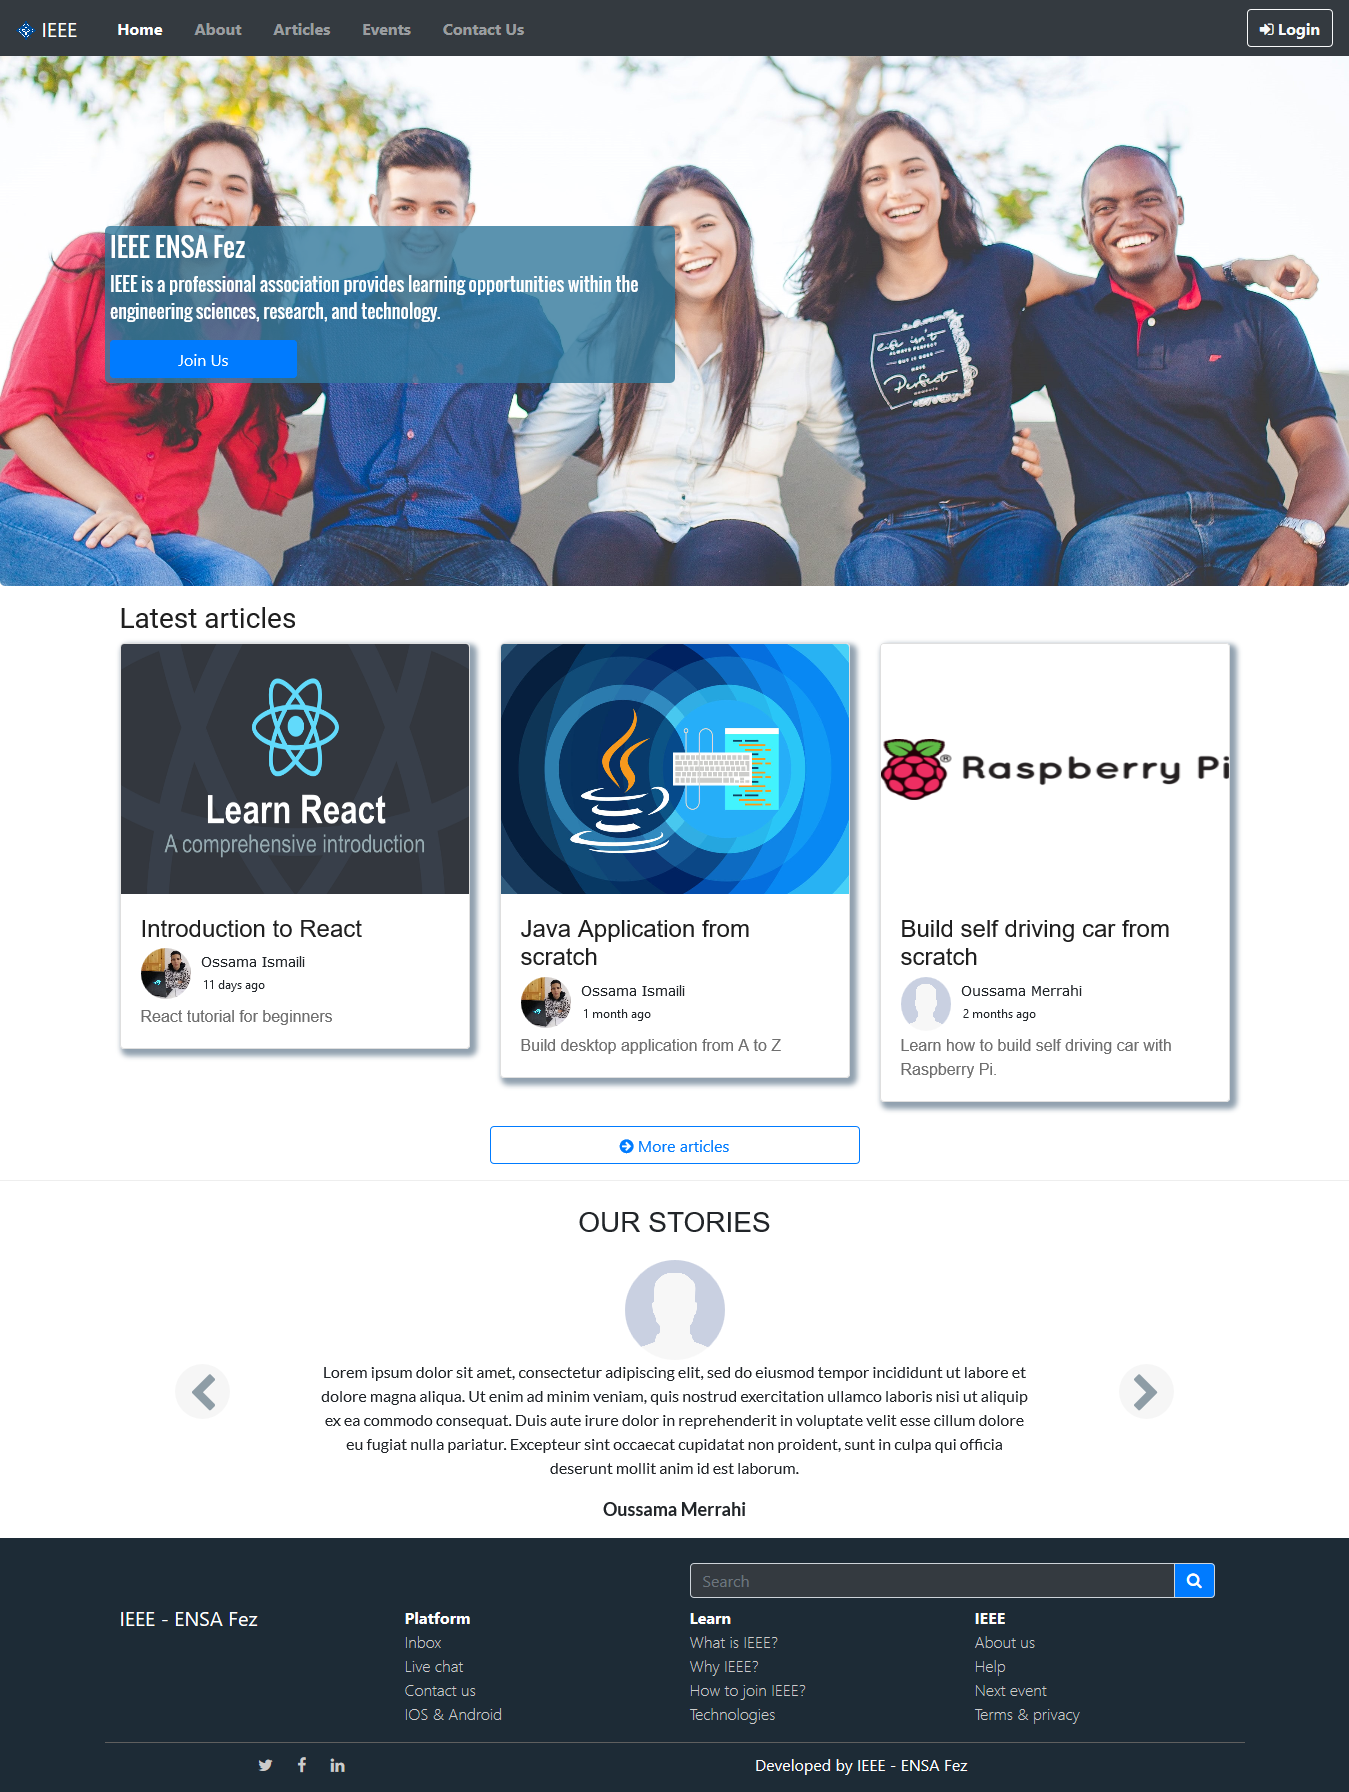 IEEE
Home
About
Articles
Events
Contact Us
Login
life isn't
ALWAYS PERFECT
BUT IT DOES
HAVE
Perfect
MOMENTS
IEEE ENSA Fez
IEEE is a professional association provides learning opportunities within the
engineering sciences, research, and technology.
Join Us
Latest articles
Learn React
A comprehensive introduction
Introduction to React
Ossama Ismaili
11 days ago
React tutorial for beginners
Java Application from
scratch
Ossama Ismaili
1 month ago
Build desktop application from A to Z
® Raspberry Pi
Build self driving car from
scratch
Oussama Merrahi
2 months ago
Learn how to build self driving car with
Raspberry Pi.
More articles
OUR STORIES
Lorem ipsum dolor sit amet, consectetur adipiscing elit, sed do eiusmod tempor incididunt ut labore et
dolore magna aliqua. Ut enim ad minim veniam, quis nostrud exercitation ullamco laboris nisi ut aliquip
ex ea commodo consequat. Duis aute irure dolor in reprehenderit in voluptate velit esse cillum dolore
eu fugiat nulla pariatur. Excepteur sint occaecat cupidatat non proident, sunt in culpa qui officia
deserunt mollit anim id est laborum.
Oussama Merrahi
Search
IEEE - ENSA Fez
Platform
Inbox
Live chat
Contact us
IOS & Android
Learn
What is IEEE?
Why IEEE?
How to join IEEE?
Technologies
IEEE
About us
Help
Next event
Terms & privacy
Developed by IEEE - ENSA Fez